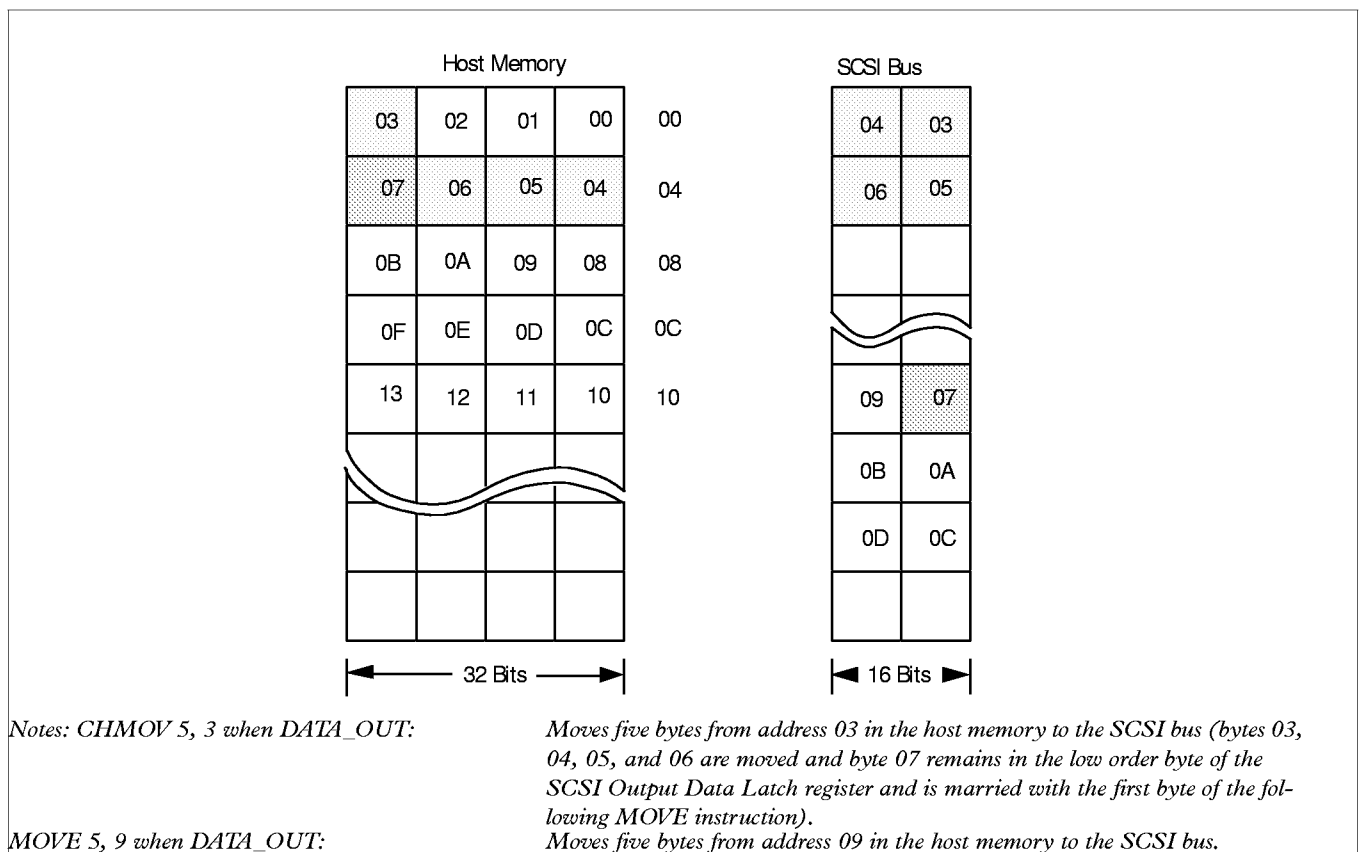 Host Memory
SCSI Bus
03 02 01 00 00
04 03
07 06 05 04 04
06 05
0B 0A 09 08 08
0F 0E 0D 0C 0C
13 12 11 10 10
09 07
0B 0A
0D 0C
32 Bits
16 Bits
Notes: CHMOV 5, 3 when DATA_OUT:
Moves five bytes from address 03 in the host memory to the SCSI bus (bytes 03,
04, 05, and 06 are moved and byte 07 remains in the low order byte of the
SCSI Output Data Latch register and is married with the first byte of the fol-
lowing MOVE instruction).
MOVE 5, 9 when DATA_OUT:
Moves five bytes from address 09 in the host memory to the SCSI bus.